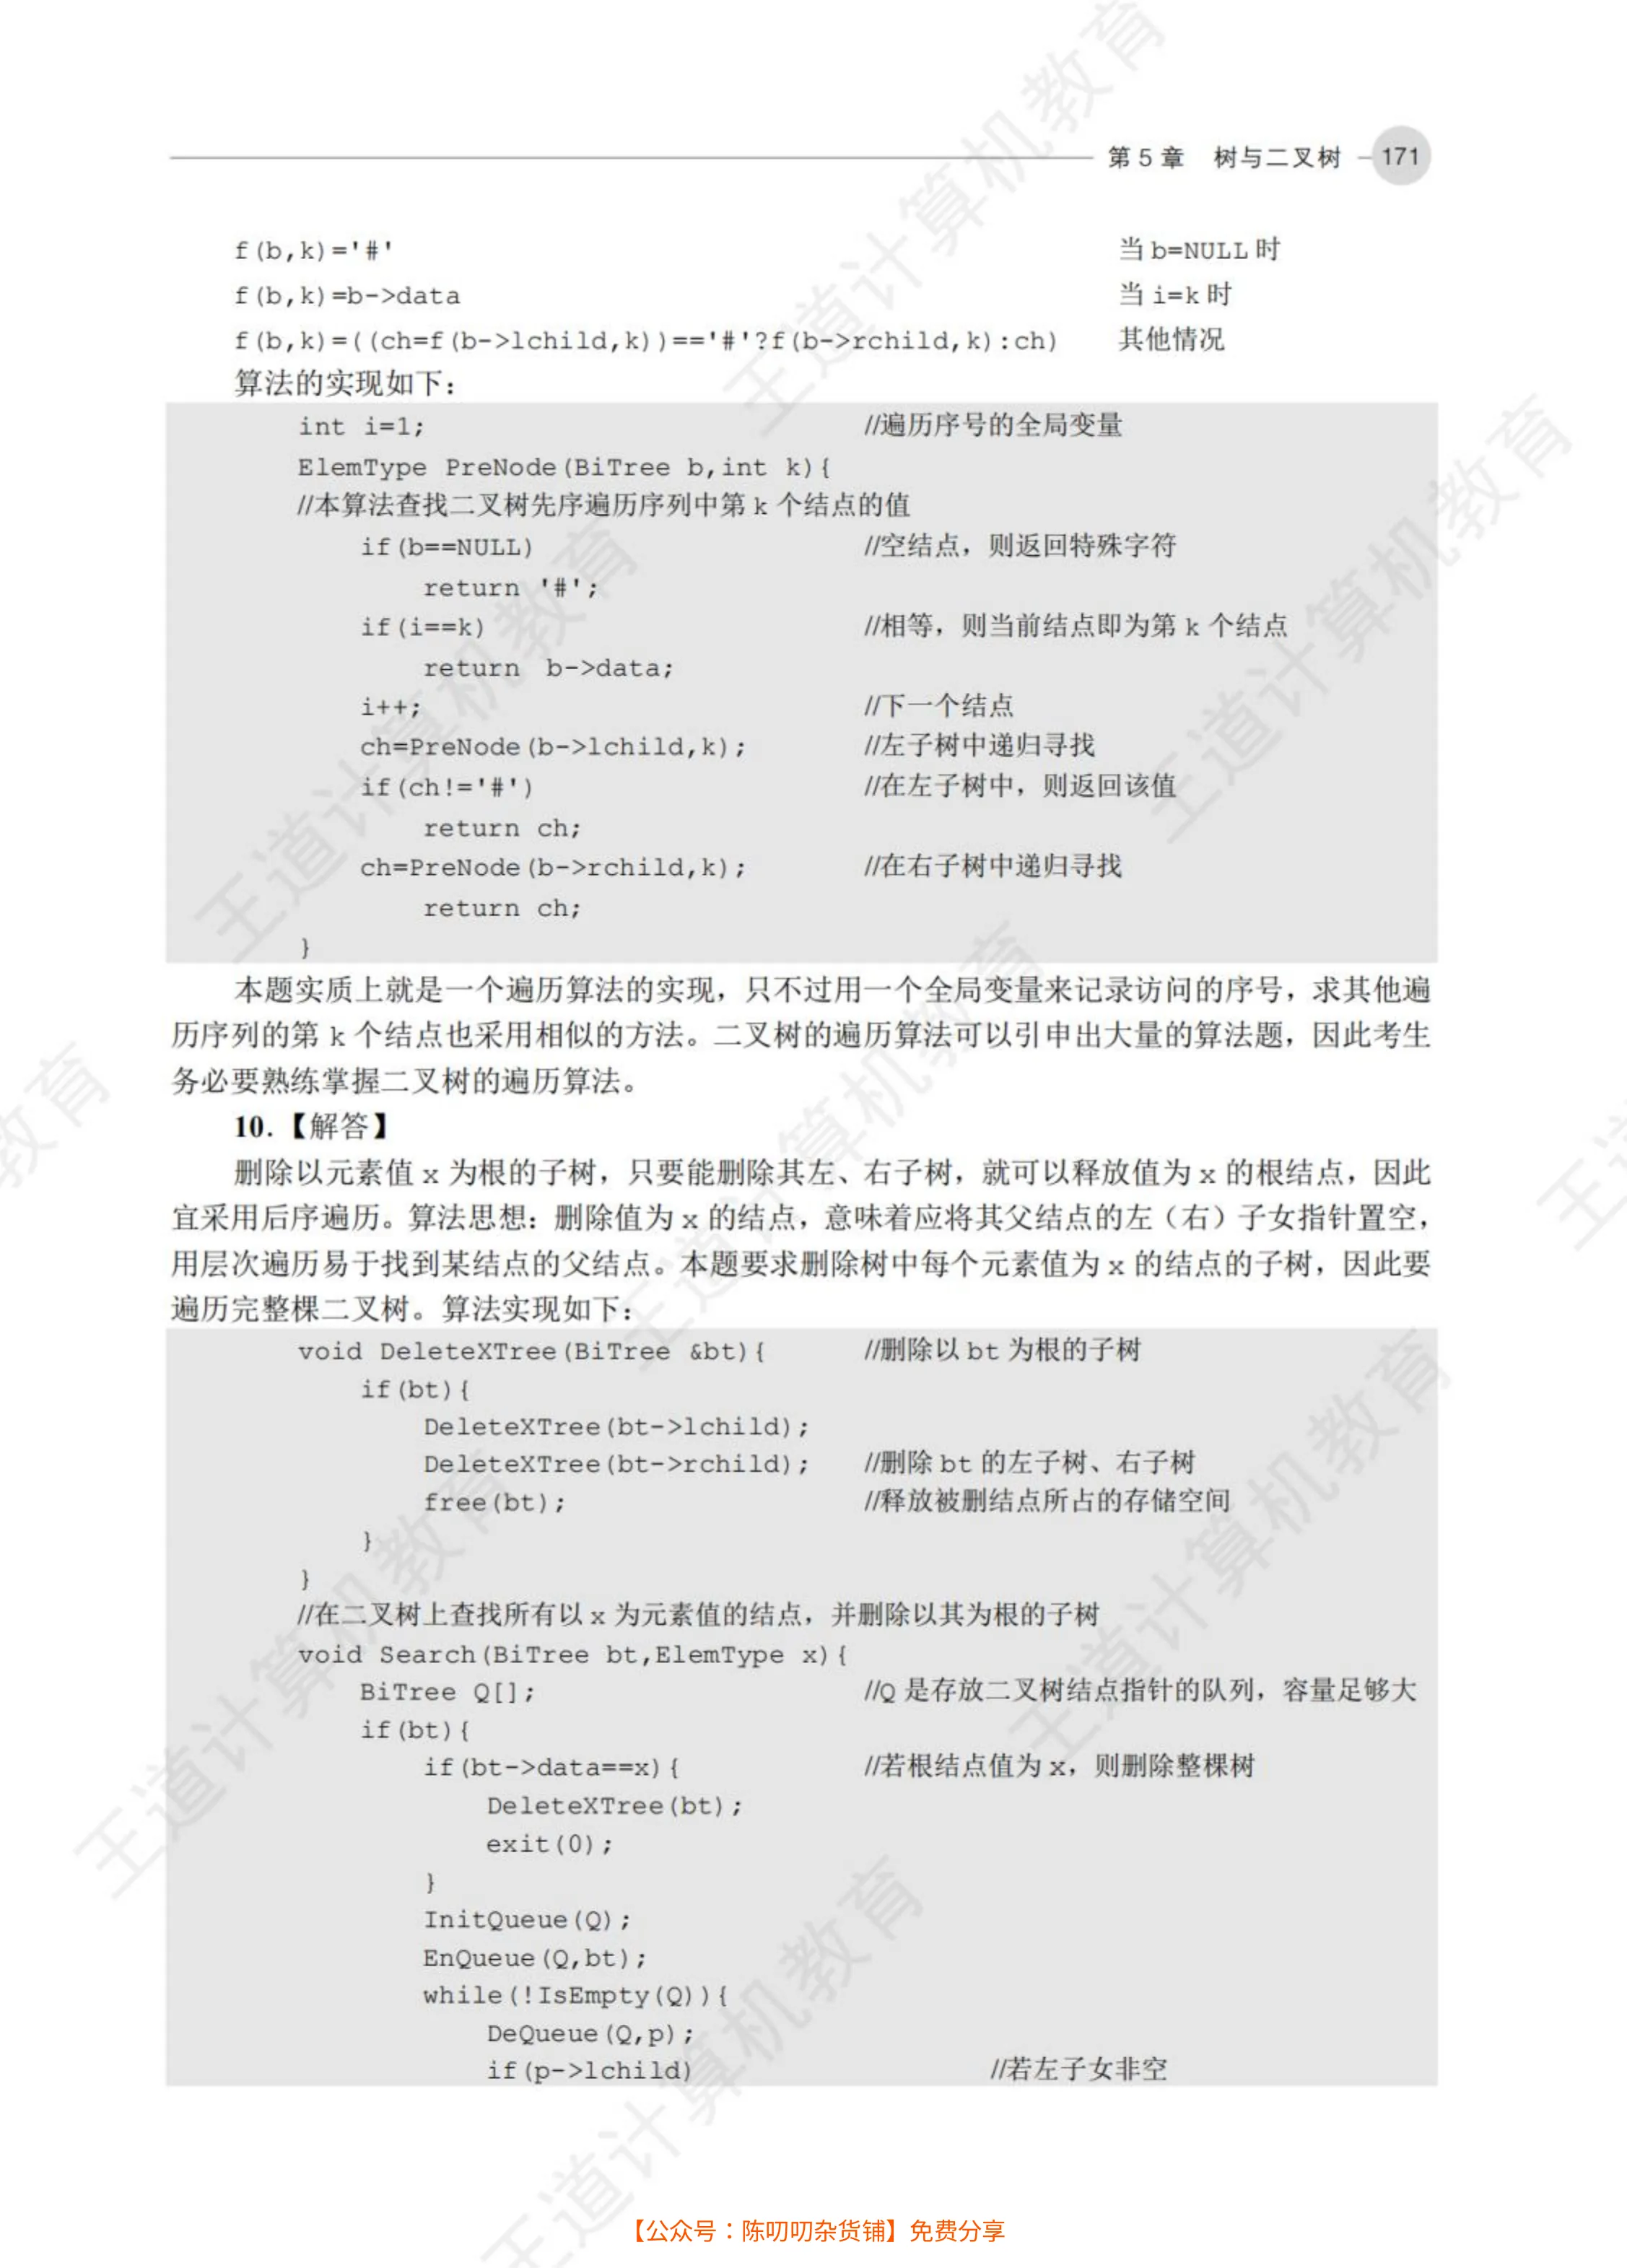 第 5 章 树与二叉树 171
f(b,k)='#' 当 b=NULL 时
f(b,k)=b->data 当 i=k 时
f(b,k)=((ch=f(b->lchild,k))=='#'?f(b->rchild,k):ch) 其他情况
算法的实现如下：
int i=1; //遍历序号的全局变量
ElemType PreNode(BiTree b,int k){
//本算法查找二叉树先序遍历序列中第 k 个结点的值
if(b==NULL) //空结点，则返回特殊字符
return '#';
if(i==k) //相等，则当前结点即为第 k 个结点
return b->data;
i++; //下一个结点
ch=PreNode(b->lchild,k); //左子树中递归寻找
if(ch!='#') //在左子树中，则返回该值
return ch;
ch=PreNode(b->rchild,k); //在右子树中递归寻找
return ch;
}
本题实质上就是一个遍历算法的实现，只不过用一个全局变量来记录访问的序号，求其他遍
历序列的第 k 个结点也采用相似的方法。二叉树的遍历算法可以引申出大量的算法题，因此考生
务必要熟练掌握二叉树的遍历算法。
10.【解答】
删除以元素值 x 为根的子树，只要能删除其左、右子树，就可以释放值为 x 的根结点，因此
宜采用后序遍历。算法思想：删除值为 x 的结点，意味着应将其父结点的左（右）子女指针置空，
用层次遍历易于找到某结点的父结点。本题要求删除树中每个元素值为 x 的结点的子树，因此要
遍历完整棵二叉树。算法实现如下：
void DeleteXTree(BiTree &bt){ //删除以 bt 为根的子树
if(bt){
DeleteXTree(bt->lchild);
DeleteXTree(bt->rchild); //删除 bt 的左子树、右子树
free(bt); //释放被删结点所占的存储空间
}
}
//在二叉树上查找所有以 x 为元素值的结点，并删除以其为根的子树
void Search(BiTree bt,ElemType x){
BiTree Q[]; //Q 是存放二叉树结点指针的队列，容量足够大
if(bt){
if(bt->data==x){ //若根结点值为 x，则删除整棵树
DeleteXTree(bt);
exit(0);
}
InitQueue(Q);
EnQueue(Q,bt);
while(!IsEmpty(Q)){
DeQueue(Q,p);
if(p->lchild) //若左子女非空
【公众号：陈叨叨杂货铺】免费分享